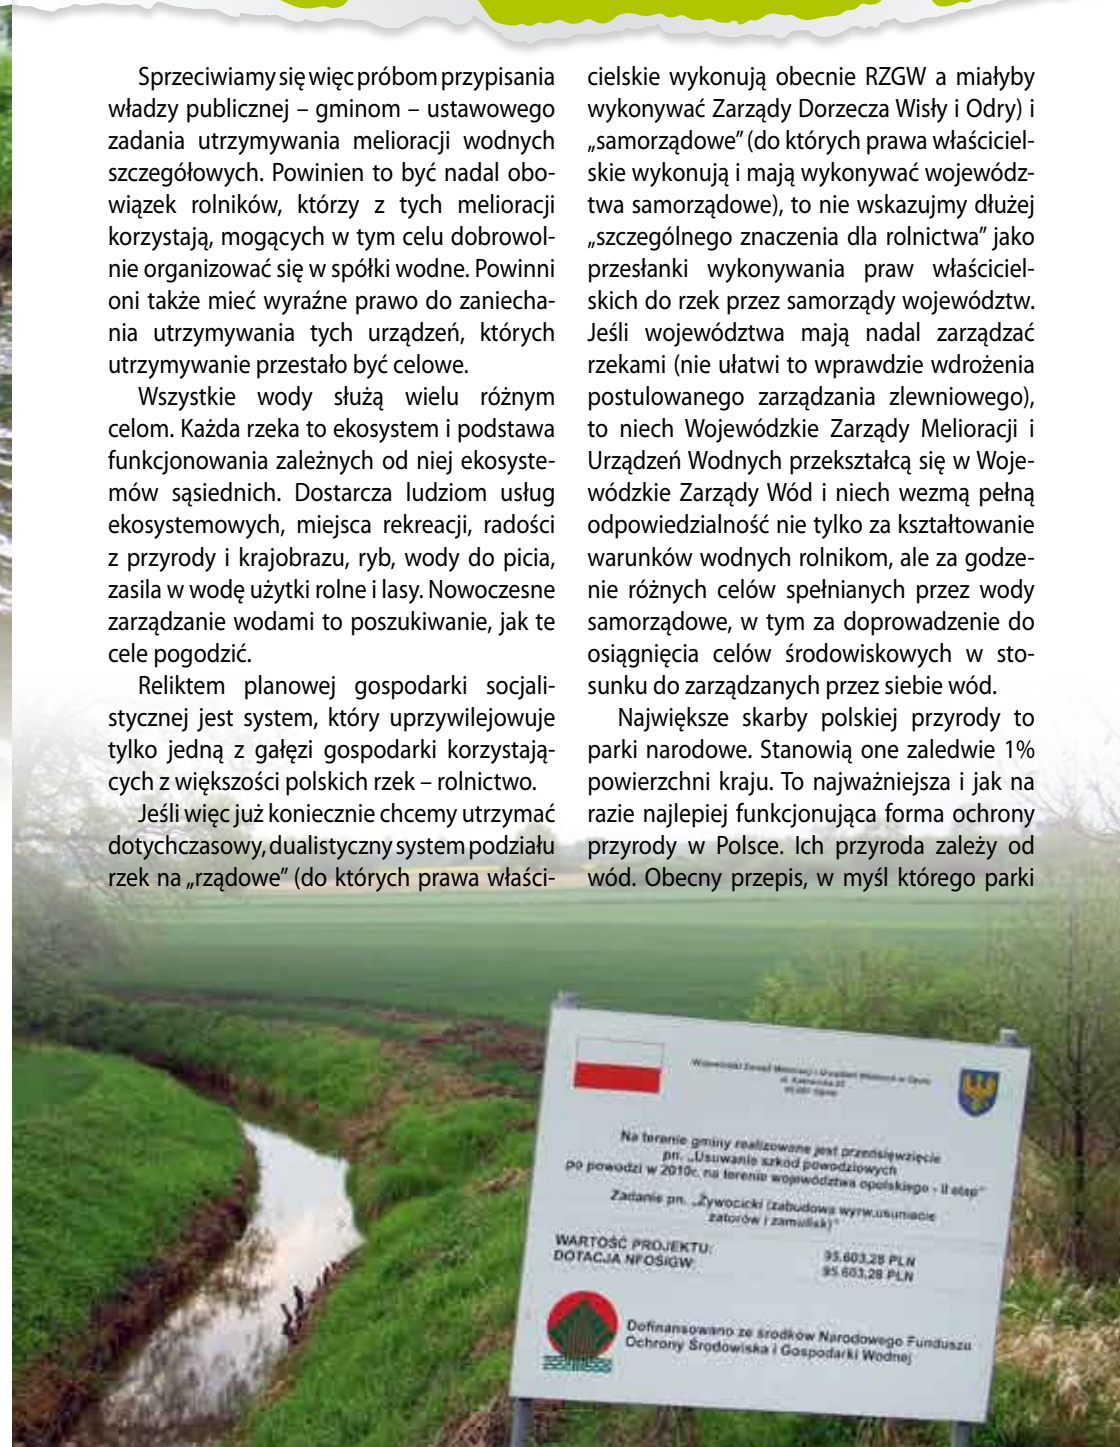 Sprzeciwiamy się więc próbom przypisania
władzy publicznej – gminom – ustawowego
zadania utrzymywania melioracji wodnych
szczegółowych. Powinien to być nadal obo-
wiązek rolników, którzy z tych melioracji
korzystają, mogących w tym celu dobrowol-
nie organizować się w spółki wodne. Powinni
oni także mieć wyraźne prawo do zaniecha-
nia utrzymywania tych urządzeń, których
utrzymywanie przestało być celowe.
Wszystkie wody służą wielu różnym
celom. Każda rzeka to ekosystem i podstawa
funkcjonowania zależnych od niej ekosyste-
mów sąsiednich. Dostarcza ludziom usług
ekosystemowych, miejsca rekreacji, radości
z przyrody i krajobrazu, ryb, wody do picia,
zasila w wodę użytki rolne i lasy. Nowoczesne
zarządzanie wodami to poszukiwanie, jak te
cele pogodzić.
Reliktem planowej gospodarki socjali-
stycznej jest system, który uprzywilejowuje
tylko jedną z gałęzi gospodarki korzystają-
cych z większości polskich rzek – rolnictwo.
Jeśli więc już koniecznie chcemy utrzymać
dotychczasowy, dualistyczny system podziału
rzek na „rządowe” (do których prawa właści-
cielskie wykonują obecnie RZGW a miałyby
wykonywać Zarządy Dorzecza Wisły i Odry) i
„samorządowe” (do których prawa właściciel-
skie wykonują i mają wykonywać wojewódz-
twa samorządowe), to nie wskazujmy dłużej
„szczególnego znaczenia dla rolnictwa” jako
przesłanki wykonywania praw właściciel-
skich do rzek przez samorządy województw.
Jeśli województwa mają nadal zarządzać
rzekami (nie ułatwi to wprawdzie wdrożenia
postulowanego zarządzania zlewniowego),
to niech Wojewódzkie Zarządy Melioracji i
Urządzeń Wodnych przekształcą się w Woje-
wódzkie Zarządy Wód i niech wezmą pełną
odpowiedzialność nie tylko za kształtowanie
warunków wodnych rolnikom, ale za godze-
nie różnych celów spełnianych przez wody
samorządowe, w tym za doprowadzenie do
osiągnięcia celów środowiskowych w sto-
sunku do zarządzanych przez siebie wód.
Największe skarby polskiej przyrody to
parki narodowe. Stanowią one zaledwie 1%
powierzchni kraju. To najważniejsza i jak na
razie najlepiej funkcjonująca forma ochrony
przyrody w Polsce. Ich przyroda zależy od
wód. Obecny przepis, w myśl którego parki
Wojewódzki Zarząd Melioracji i Urządzeń Wodnych w Opolu
Na terenie gminy realizowane jest przedsięwzięcie
pn. „Usuwanie szkód powodziowych
po powodzi w 2010r. na terenie województwa opolskiego - II etap”
Zadanie pn. „Żywocicki (zabudowa wyrw,usuniecie
zatorów i zamulisk)”
WARTOŚĆ PROJEKTU: 95.603,28 PLN
DOTACJA NFOŚIGW: 95.603,28 PLN
Dofinansowano ze środków Narodowego Funduszu
Ochrony Środowiska i Gospodarki Wodnej